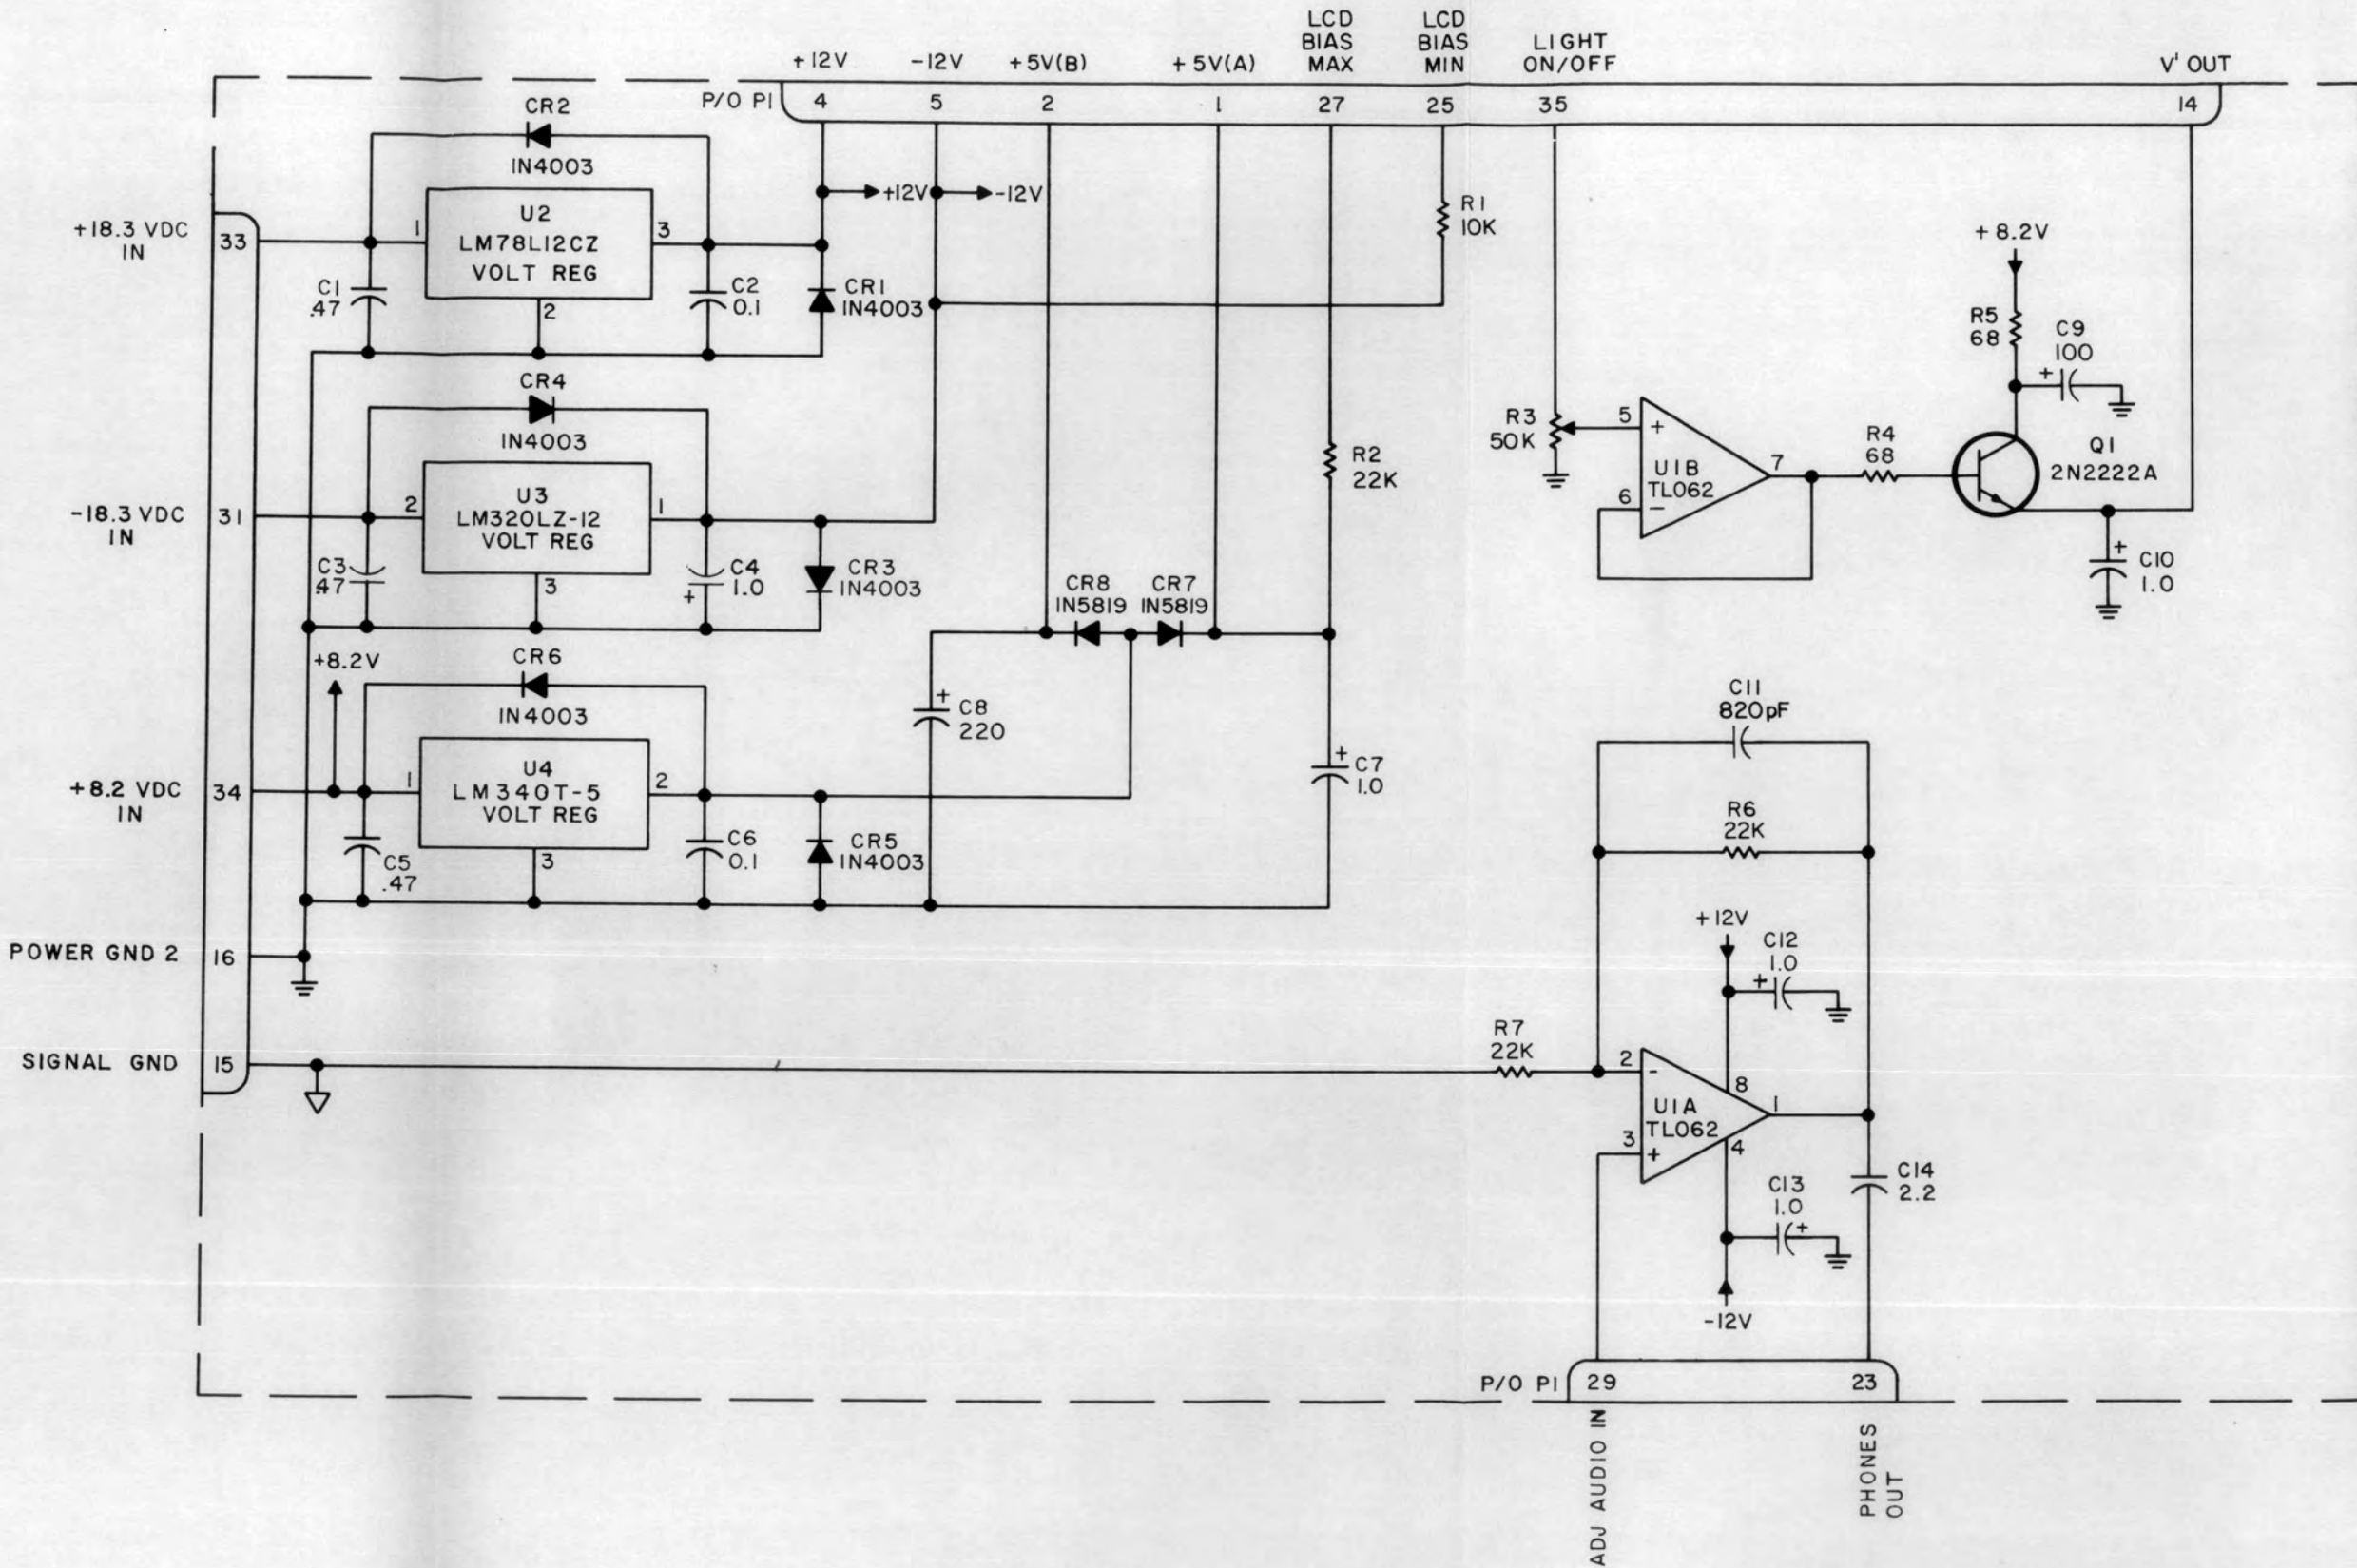 LCD
BIAS
MAX
LCD
BIAS
MIN
LIGHT
ON/OFF
+12V
-12V
+5V(B)
+5V(A)
V' OUT
P/O P1
4
5
2
1
27
25
35
14
CR2
IN4003
+12V
-12V
R1
10K
U2
LM78L12CZ
VOLT REG
1
3
2
+18.3 VDC
IN
33
C1
.47
C2
0.1
CR1
IN4003
+8.2V
R5
68
C9
100
+
CR4
IN4003
R3
50K
5
+
6
-
U1B
TL062
7
R4
68
Q1
2N2222A
R2
22K
-18.3 VDC
IN
31
2
U3
LM320LZ-12
VOLT REG
1
3
C3
.47
C4
1.0
+
CR3
IN4003
CR8
IN5819
CR7
IN5819
+
C10
1.0
+8.2V
CR6
IN4003
+
C8
220
+
C7
1.0
C11
820pF
+8.2 VDC
IN
34
1
U4
LM340T-5
VOLT REG
2
3
C5
.47
C6
0.1
CR5
IN4003
R6
22K
POWER GND 2
16
+12V
C12
1.0
+
SIGNAL GND
15
R7
22K
2
-
8
U1A
TL062
1
3
+
4
C13
1.0
+
C14
2.2
-12V
P/O P1
29
23
ADJ AUDIO IN
PHONES
OUT